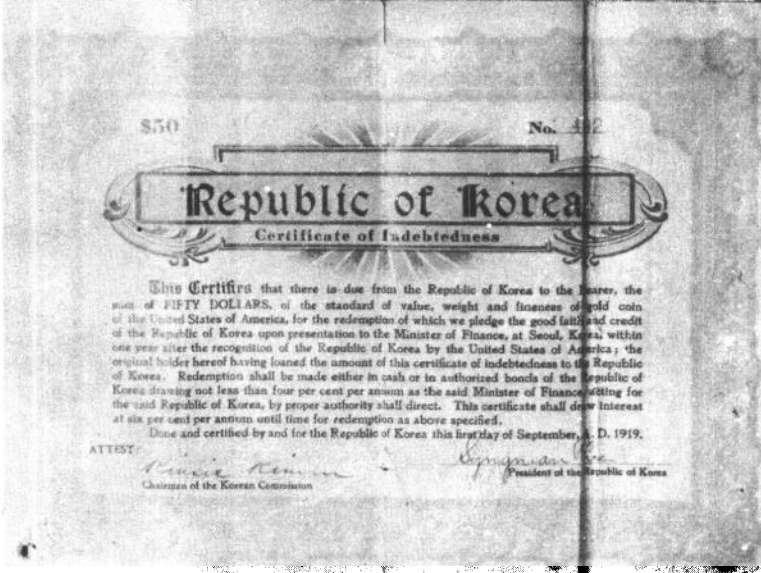 $50 No.
Republic of Korea
Certificate of Indebtedness
This Certifies that there is due from the Republic of Korea to the Bearer, the
sum of FIFTY DOLLARS, of the standard of value, weight and fineness of gold coin
of the United States of America, for the redemption of which we pledge the good faith and credit
of the Republic of Korea upon presentation to the Minister of Finance, at Seoul, Korea, within
one year after the recognition of the Republic of Korea by the United States of America; the
original holder hereof having loaned the amount of this certificate of indebtedness to the Republic
of Korea. Redemption shall be made either in cash or in authorized bonds of the Republic of
Korea drawing not less than four per cent per annum as the said Minister of Finance acting for
the said Republic of Korea, by proper authority shall direct. This certificate shall draw interest
at six per cent per annum until time for redemption as above specified.
Done and certified by and for the Republic of Korea this first day of September, A. D. 1919.
ATTEST:
Syngman Rhee
President of the Republic of Korea
Chairman of the Korean Commission